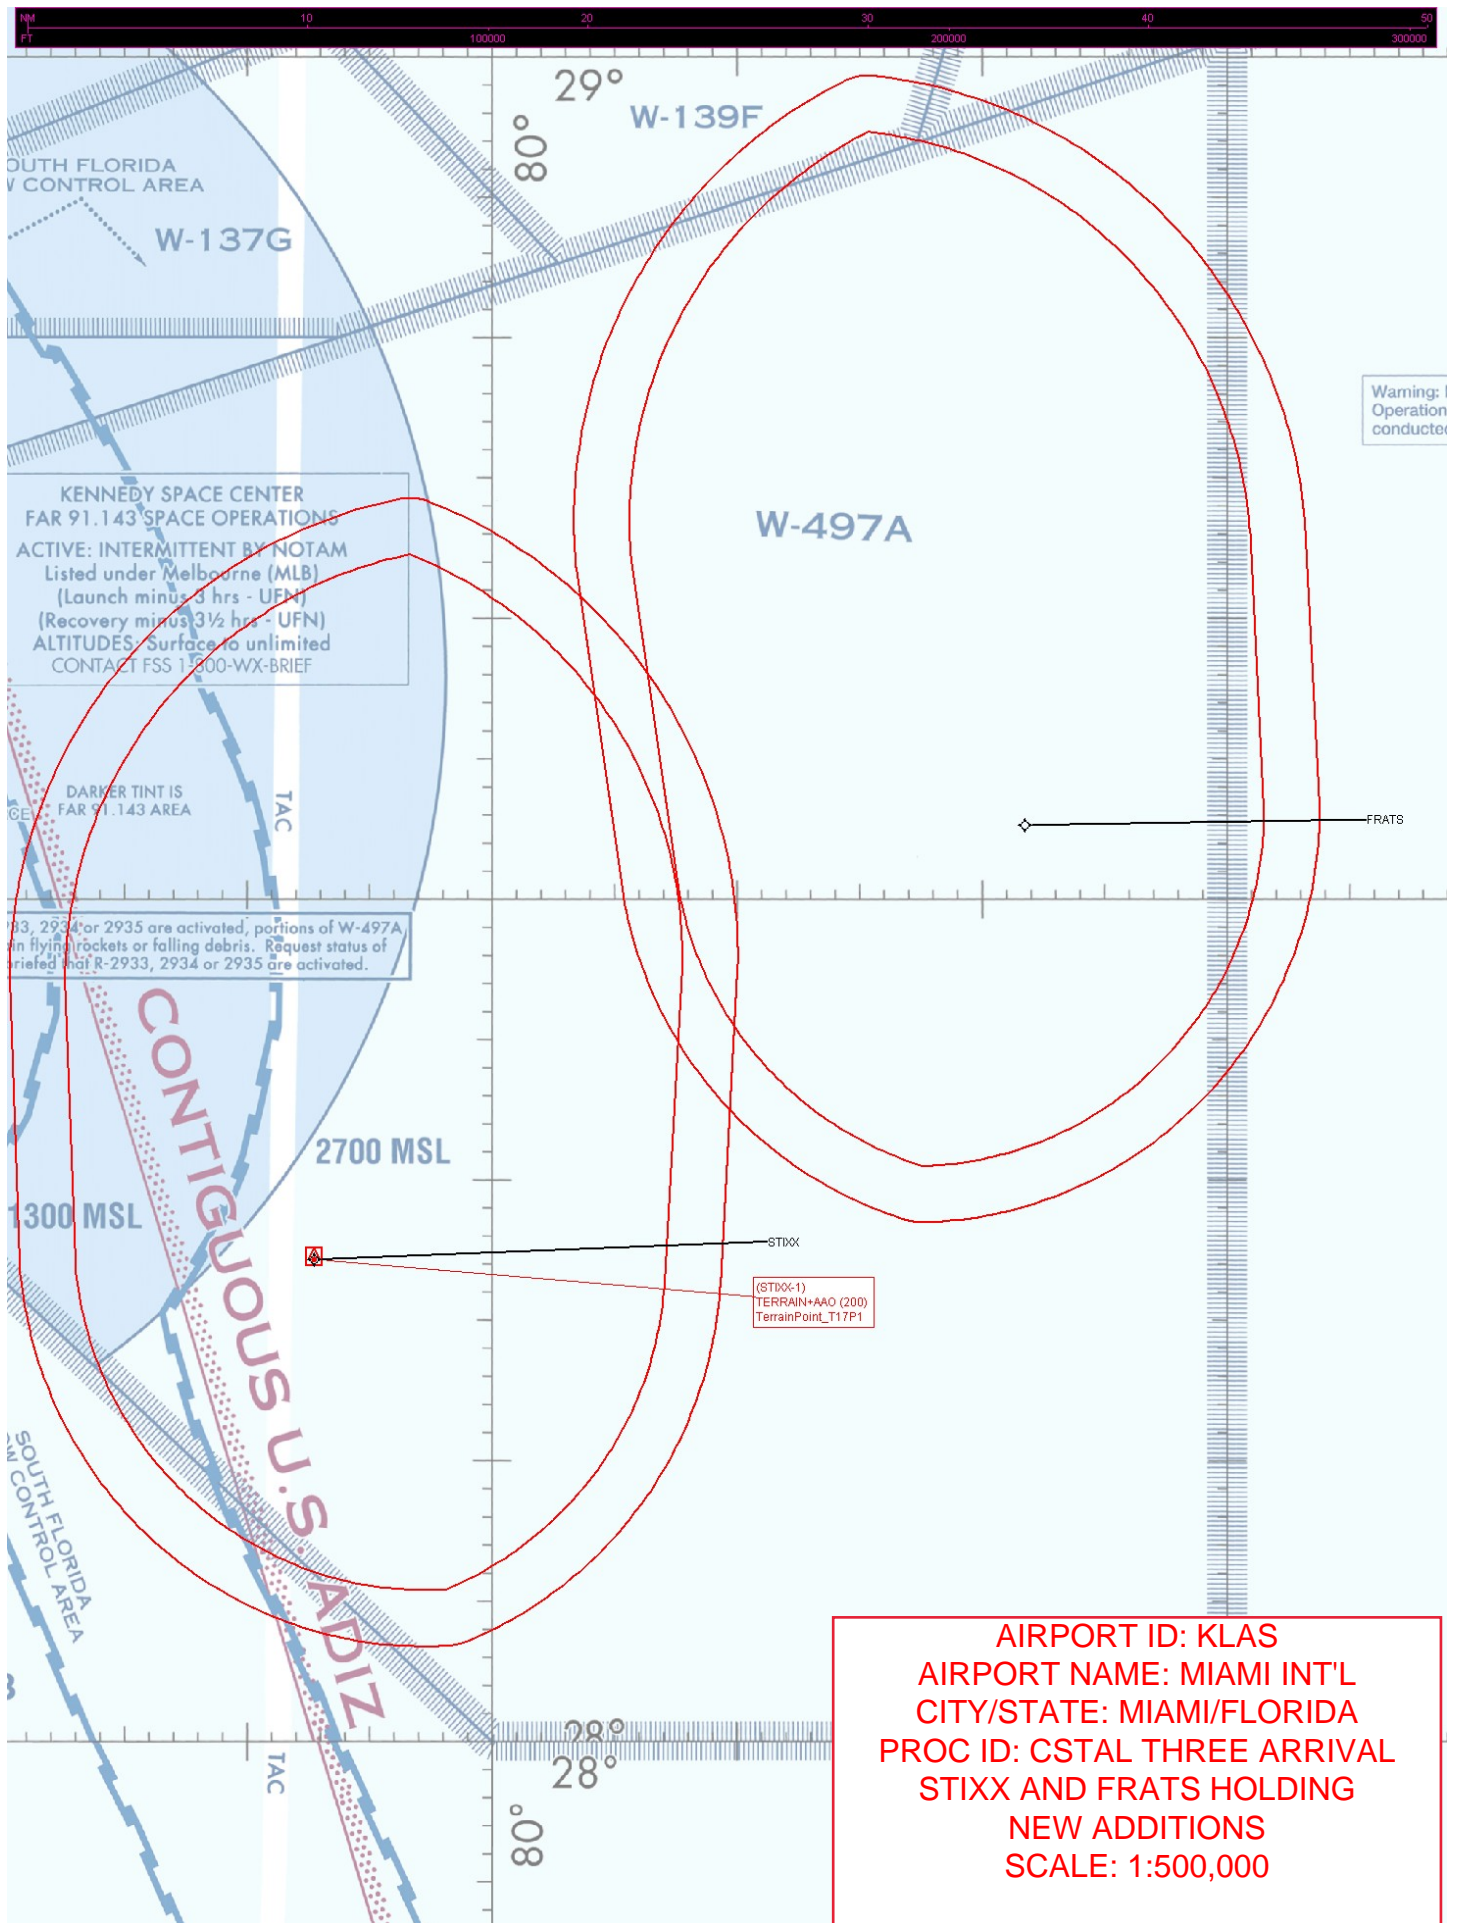 NM 10 20 30 40 50
FT 100000 200000 300000
29°
80°
W-139F
OUTH FLORIDA
CONTROL AREA
W-137G
Warning:
Operation
conducte
KENNEDY SPACE CENTER
FAR 91.143 SPACE OPERATIONS
ACTIVE: INTERMITTENT BY NOTAM
Listed under Melbourne (MLB)
(Launch minus 3 hrs - UFN)
(Recovery minus 3½ hrs - UFN)
ALTITUDES: Surface to unlimited
CONTACT FSS 1-800-WX-BRIEF
W-497A
DARKER TINT IS
FAR 91.143 AREA
CE
TAC
FRATS
33, 2934 or 2935 are activated, portions of W-497A
in flying rockets or falling debris. Request status of
riefed that R-2933, 2934 or 2935 are activated.
CONTIGUOUS U.S. ADIZ
2700 MSL
1300 MSL
STIXX
(STIXX-1)
TERRAIN+AAO (200)
TerrainPoint_T17P1
SOUTH FLORIDA
OW CONTROL AREA
28°
28°
TAC
80°
AIRPORT ID: KLAS
AIRPORT NAME: MIAMI INT'L
CITY/STATE: MIAMI/FLORIDA
PROC ID: CSTAL THREE ARRIVAL
STIXX AND FRATS HOLDING
NEW ADDITIONS
SCALE: 1:500,000